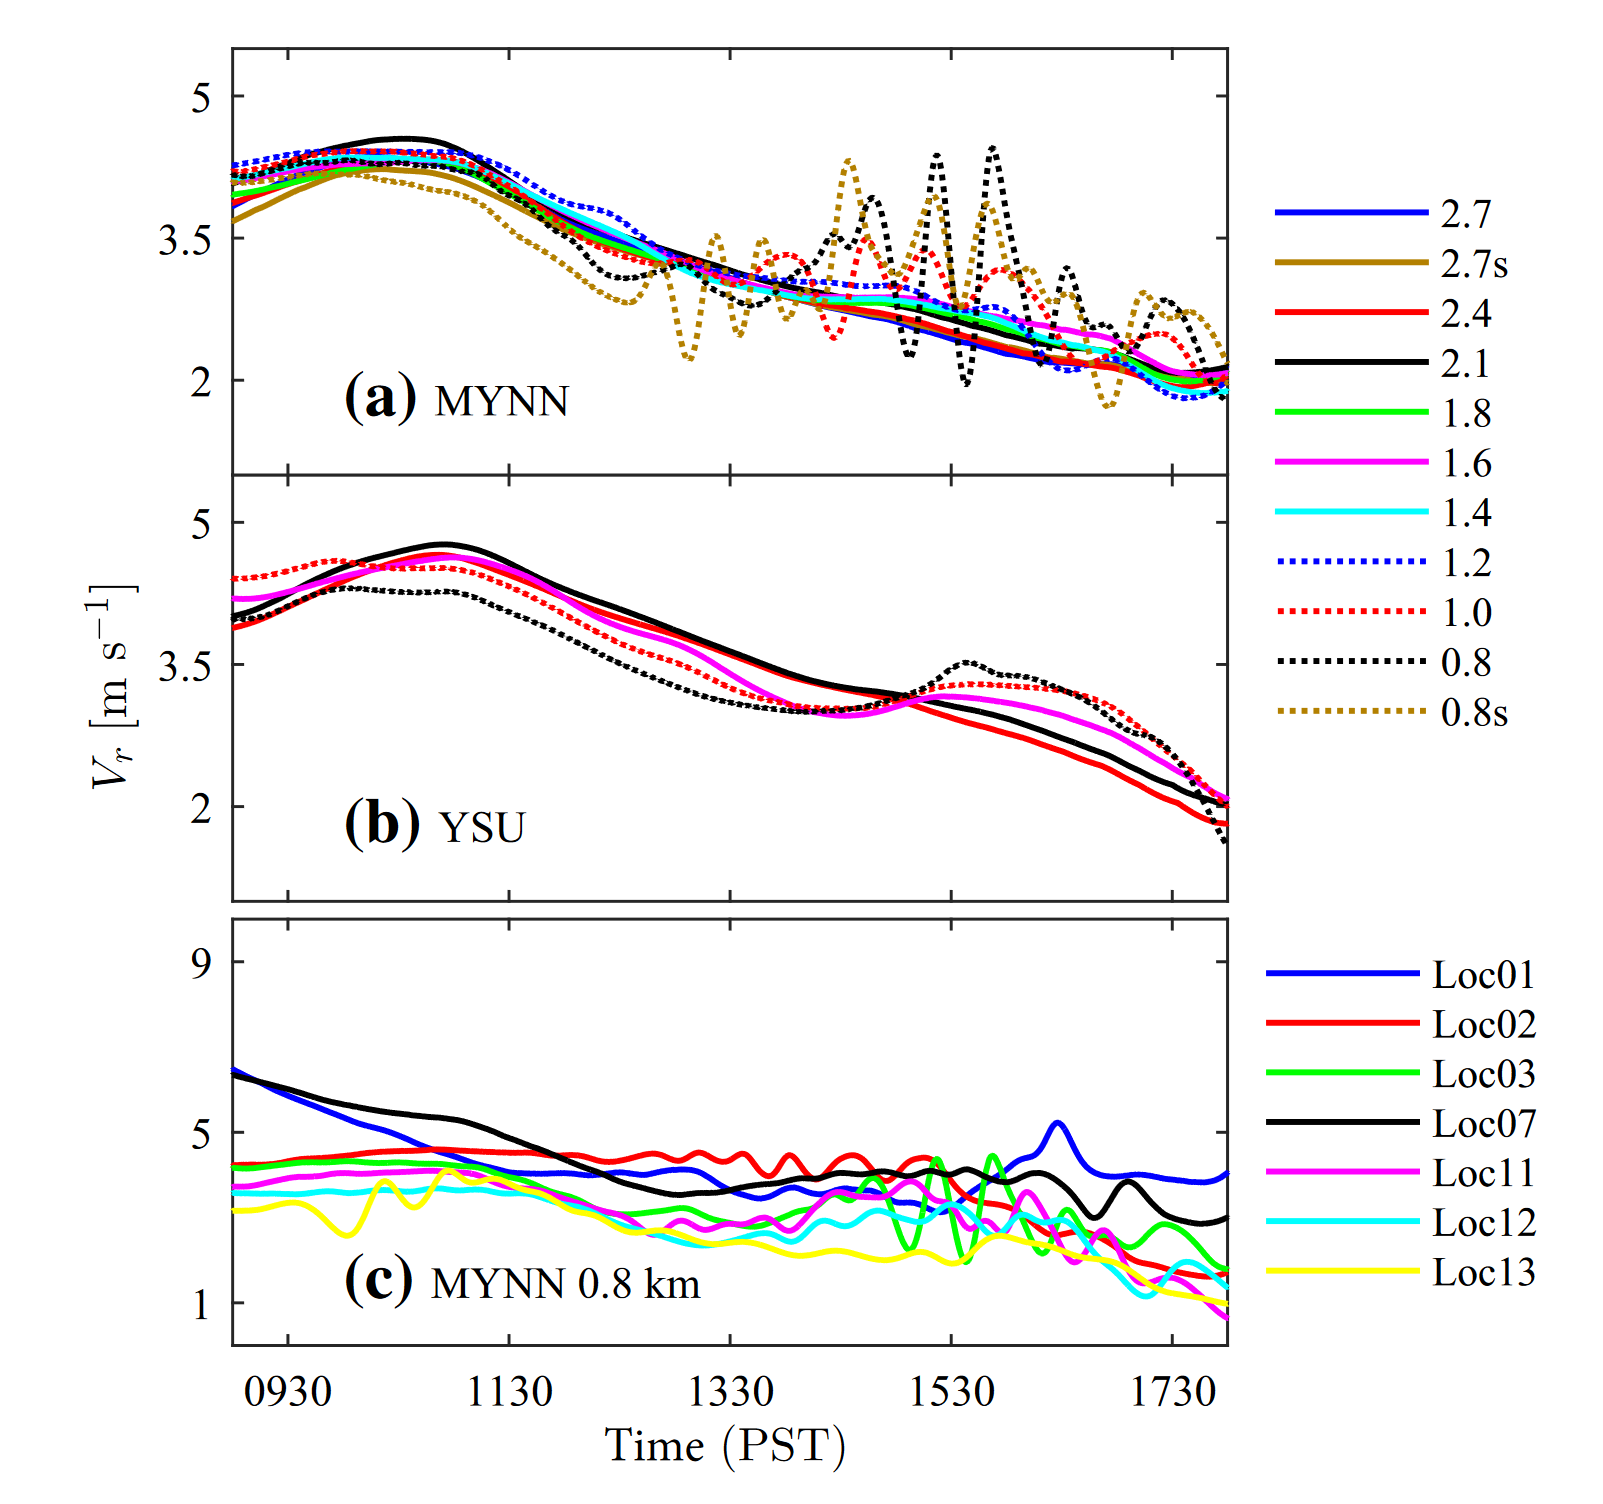 5
3.5
2
(a) MYNN
2.7
2.7s
2.4
2.1
1.8
1.6
1.4
1.2
1.0
0.8
0.8s
5
3.5
2
(b) YSU
V_r [m s^{-1}]
9
5
1
(c) MYNN 0.8 km
Loc01
Loc02
Loc03
Loc07
Loc11
Loc12
Loc13
0930 1130 1330 1530 1730
Time (PST)